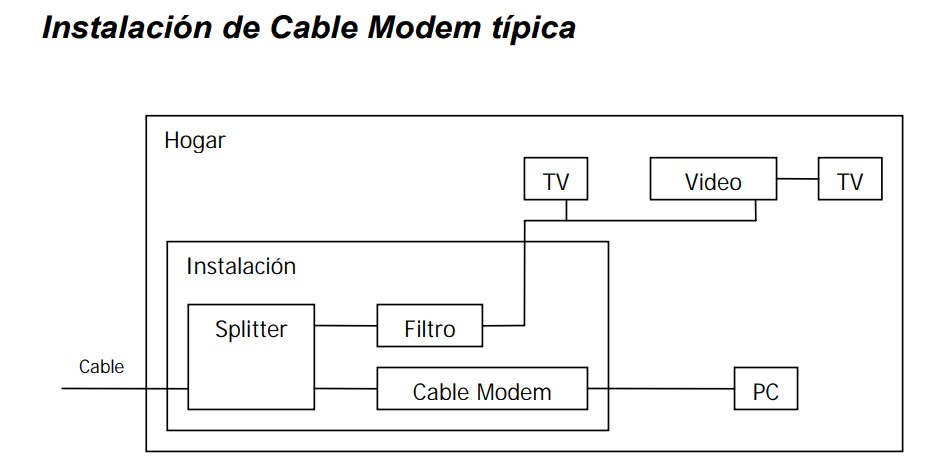 Instalación de Cable Modem típica
Hogar
TV
Video
TV
Instalación
Splitter
Filtro
Cable
Cable Modem
PC